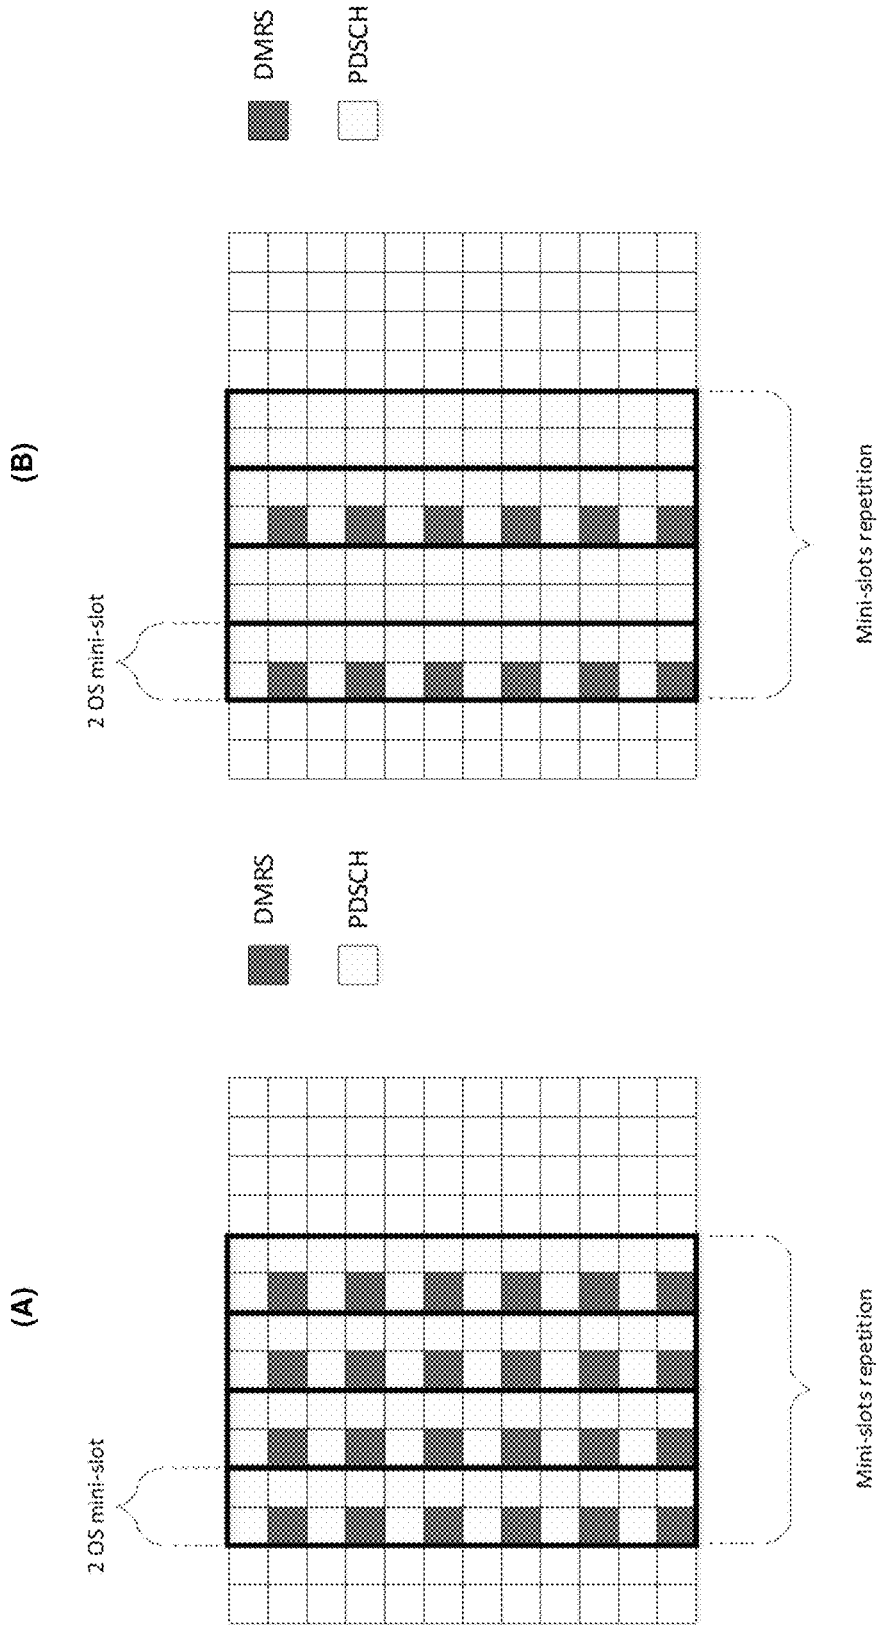 (A)
2 OS mini-slot
DMRS
PDSCH
Mini-slots repetition
(B)
2 OS mini-slot
DMRS
PDSCH
Mini-slots repetition